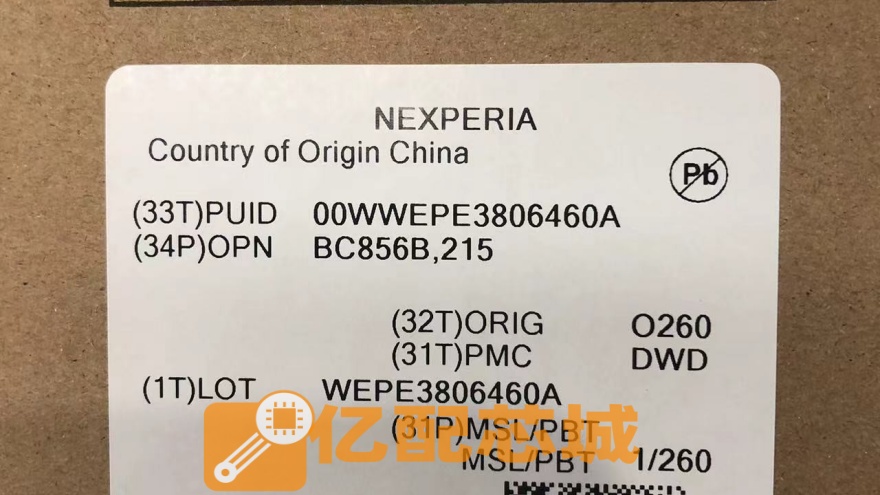 NEXPERIA
Country of Origin China
Pb
(33T)PUID 00WWEPE3806460A
(34P)OPN BC856B,215
(32T)ORIG O260
(31T)PMC DWD
(1T)LOT WEPE3806460A
(31P)MSL/PBT
MSL/PBT 1/260
亿配芯城